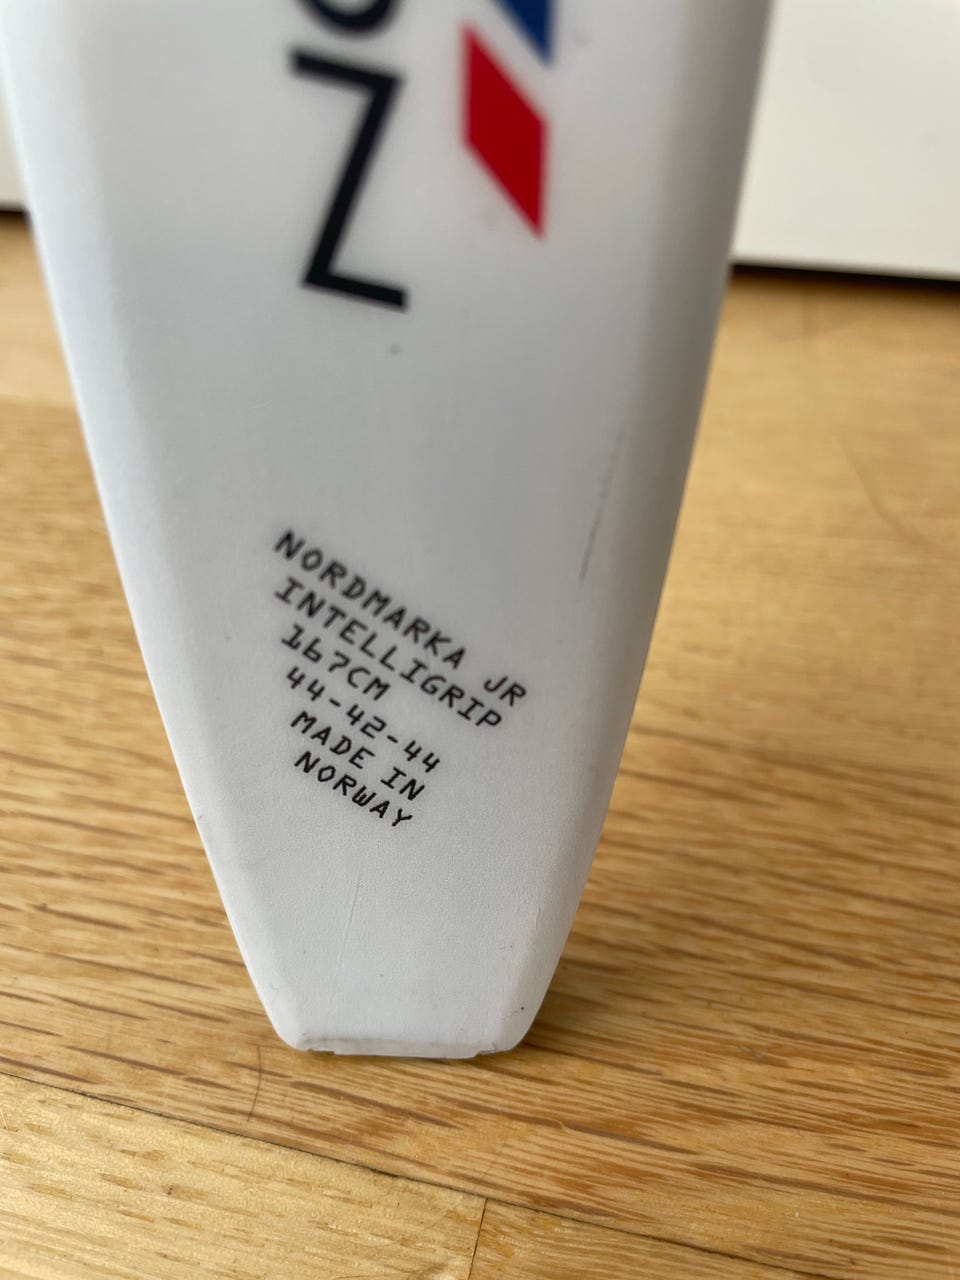 NORDMARKA JR
INTELLIGRIP
167CM
44-42-44
MADE IN
NORWAY